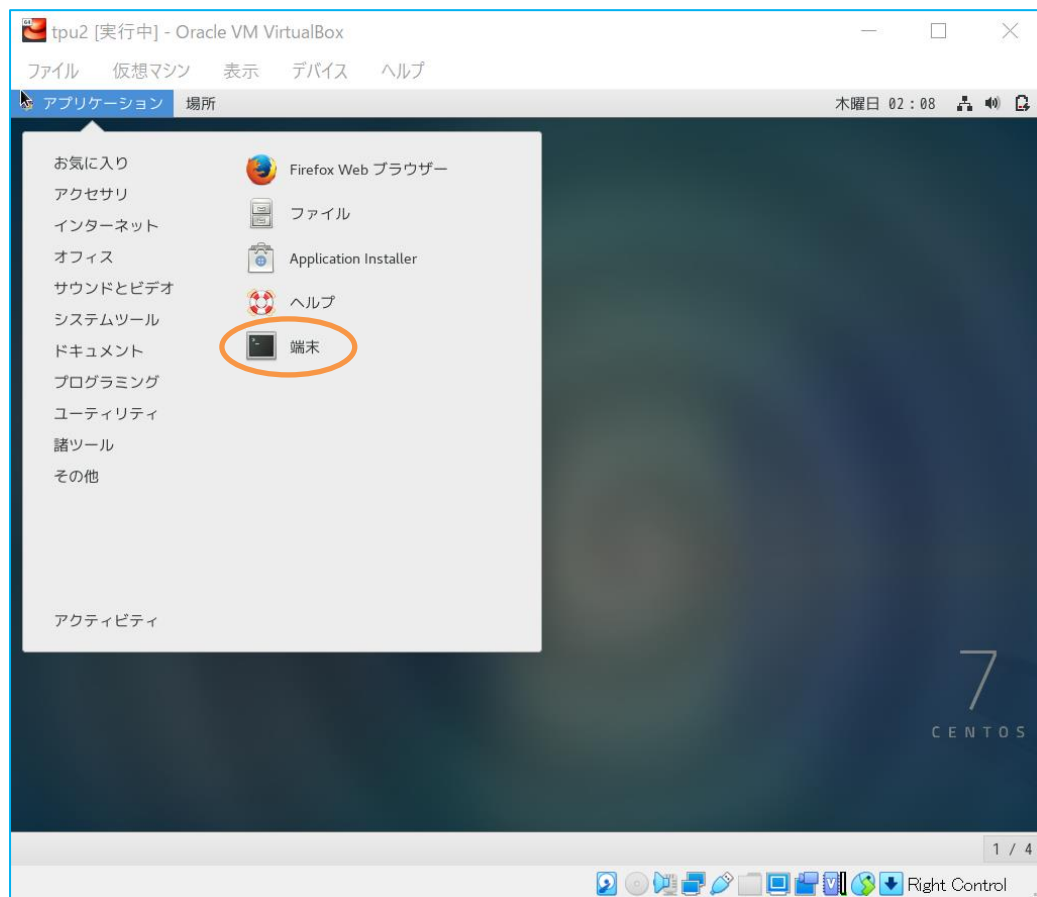 tpu2 [実行中] - Oracle VM VirtualBox
ファイル 仮想マシン 表示 デバイス ヘルプ
アプリケーション 場所 木曜日 02:08
お気に入り
アクセサリ
インターネット
オフィス
サウンドとビデオ
システムツール
ドキュメント
プログラミング
ユーティリティ
諸ツール
その他
アクティビティ
Firefox Web ブラウザー
ファイル
Application Installer
ヘルプ
端末
7
CENTOS
1 / 4
Right Control